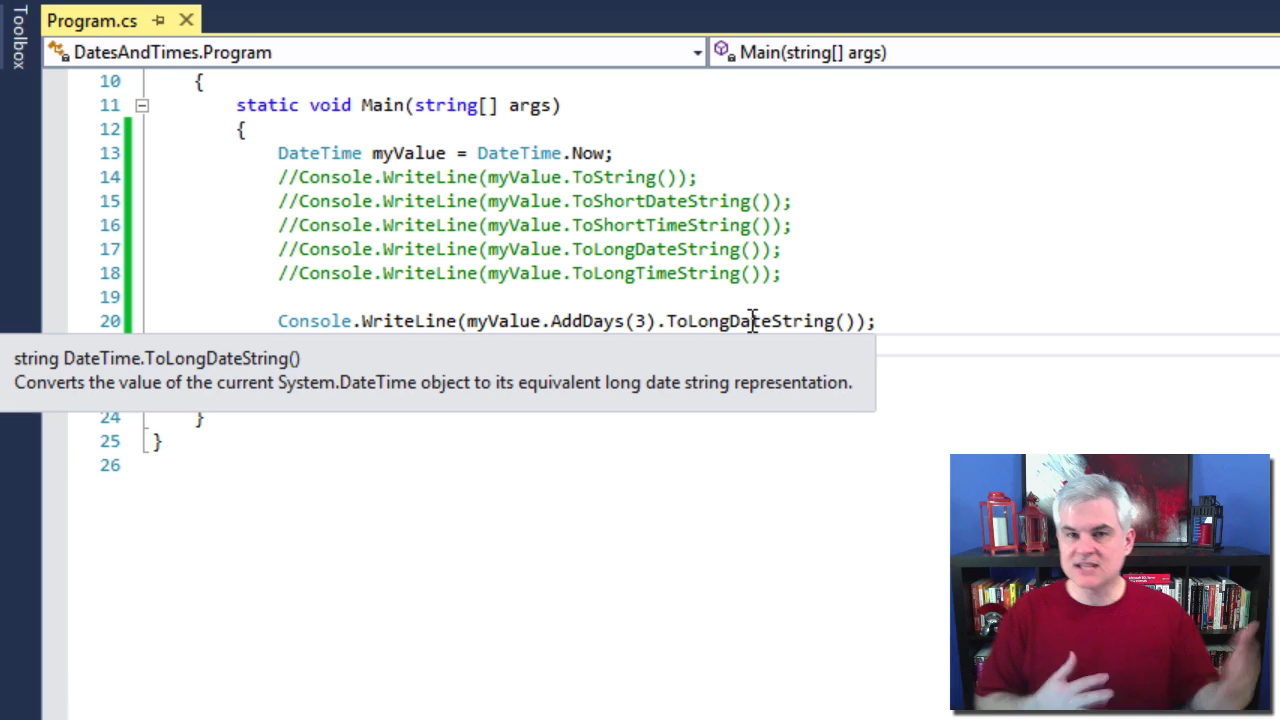 Toolbox
Program.cs
DatesAndTimes.Program
Main(string[] args)
10 {
11 static void Main(string[] args)
12 {
13 DateTime myValue = DateTime.Now;
14 //Console.WriteLine(myValue.ToString());
15 //Console.WriteLine(myValue.ToShortDateString());
16 //Console.WriteLine(myValue.ToShortTimeString());
17 //Console.WriteLine(myValue.ToLongDateString());
18 //Console.WriteLine(myValue.ToLongTimeString());
19
20 Console.WriteLine(myValue.AddDays(3).ToLongDateString());
string DateTime.ToLongDateString()
Converts the value of the current System.DateTime object to its equivalent long date string representation.
24 }
25 }
26